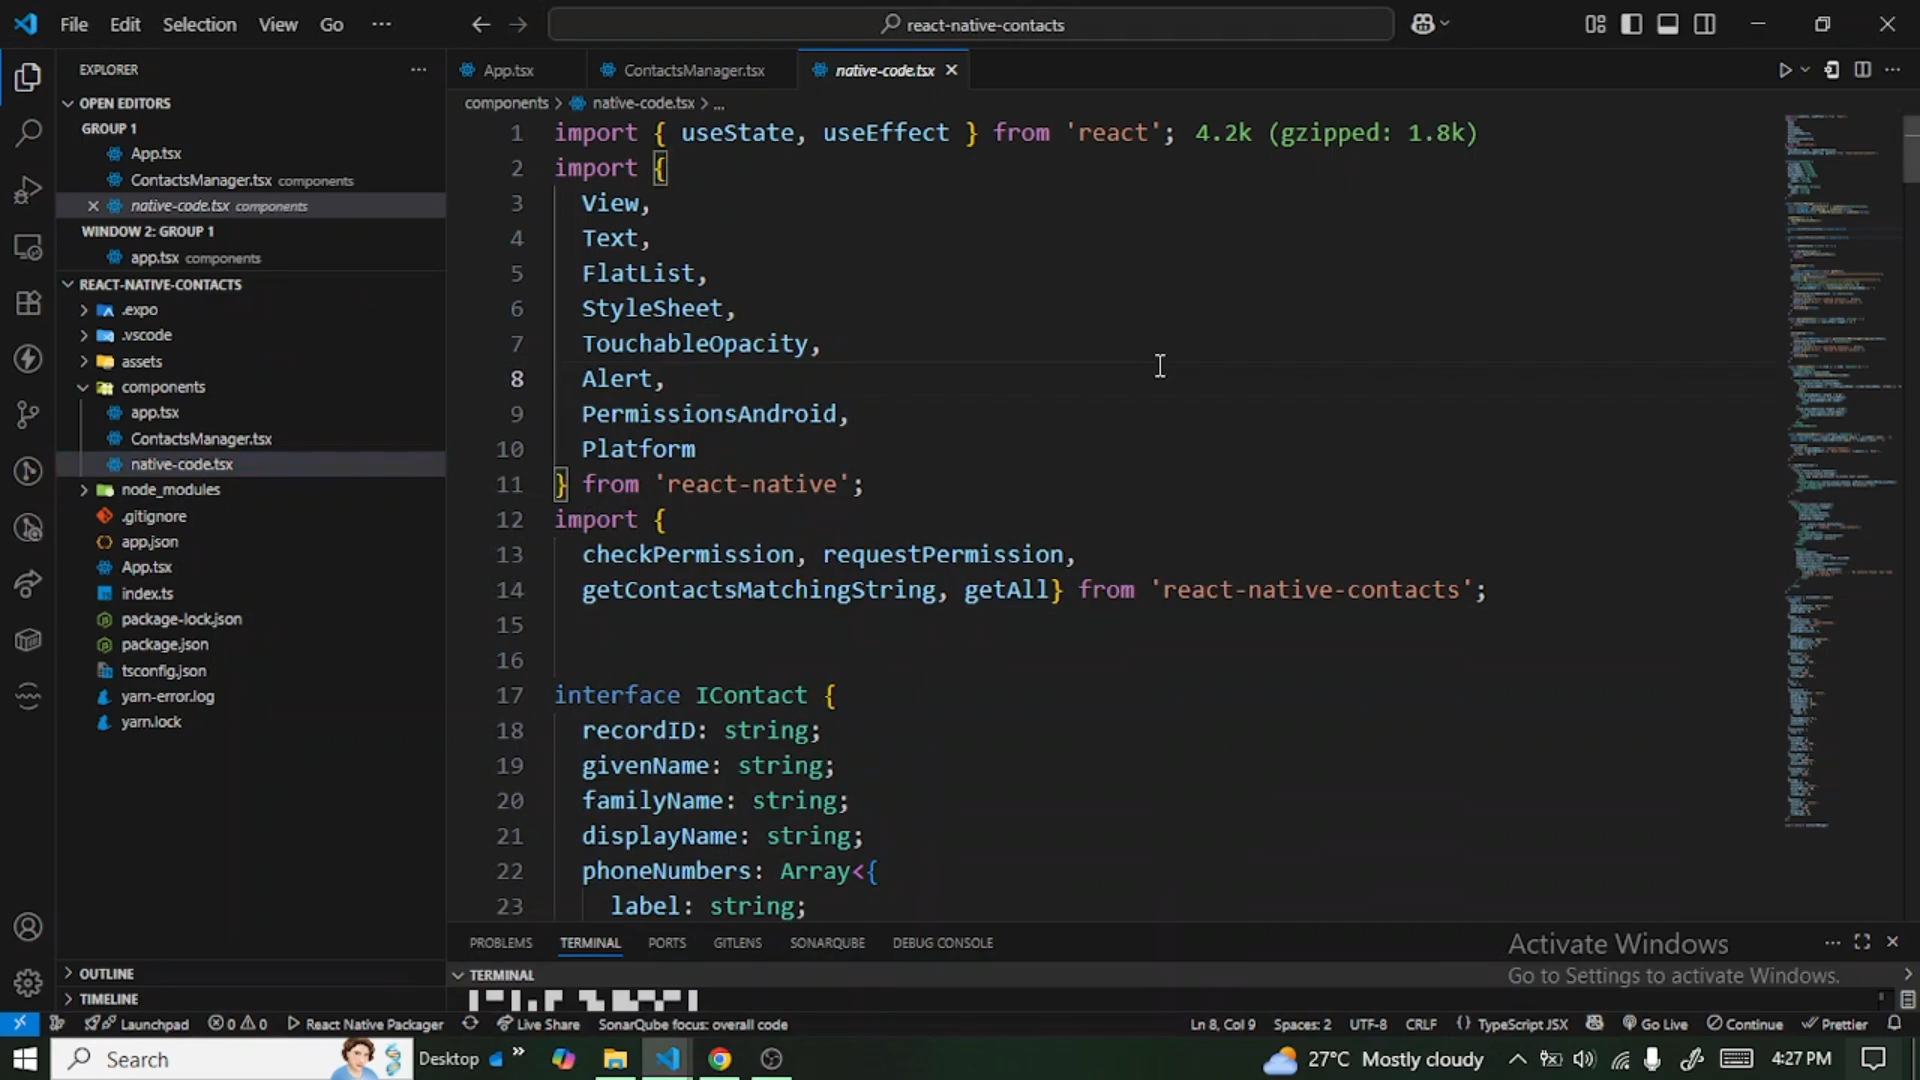 File Edit Selection View Go ···
react-native-contacts
EXPLORER
App.tsx
ContactsManager.tsx
native-code.tsx
OPEN EDITORS
GROUP 1
App.tsx
ContactsManager.tsx components
native-code.tsx components
WINDOW 2: GROUP 1
app.tsx components
REACT-NATIVE-CONTACTS
.expo
.vscode
assets
components
app.tsx
ContactsManager.tsx
native-code.tsx
node_modules
.gitignore
app.json
App.tsx
index.ts
package-lock.json
package.json
tsconfig.json
yarn-error.log
yarn.lock
OUTLINE
TIMELINE
components > native-code.tsx > ...
1 import { useState, useEffect } from 'react'; 4.2k (gzipped: 1.8k)
2 import {
3 View,
4 Text,
5 FlatList,
6 StyleSheet,
7 TouchableOpacity,
8 Alert,
9 PermissionsAndroid,
10 Platform
11 } from 'react-native';
12 import {
13 checkPermission, requestPermission,
14 getContactsMatchingString, getAll} from 'react-native-contacts';
15
16
17 interface IContact {
18 recordID: string;
19 givenName: string;
20 familyName: string;
21 displayName: string;
22 phoneNumbers: Array<{
23 label: string;
PROBLEMS TERMINAL PORTS GITLENS SONARQUBE DEBUG CONSOLE
TERMINAL
Activate Windows
Go to Settings to activate Windows.
Launchpad 0 0 React Native Packager Live Share SonarQube focus: overall code Ln 8, Col 9 Spaces: 2 UTF-8 CRLF {} TypeScript JSX Go Live Continue Prettier
Search Desktop 27°C Mostly cloudy 4:27 PM